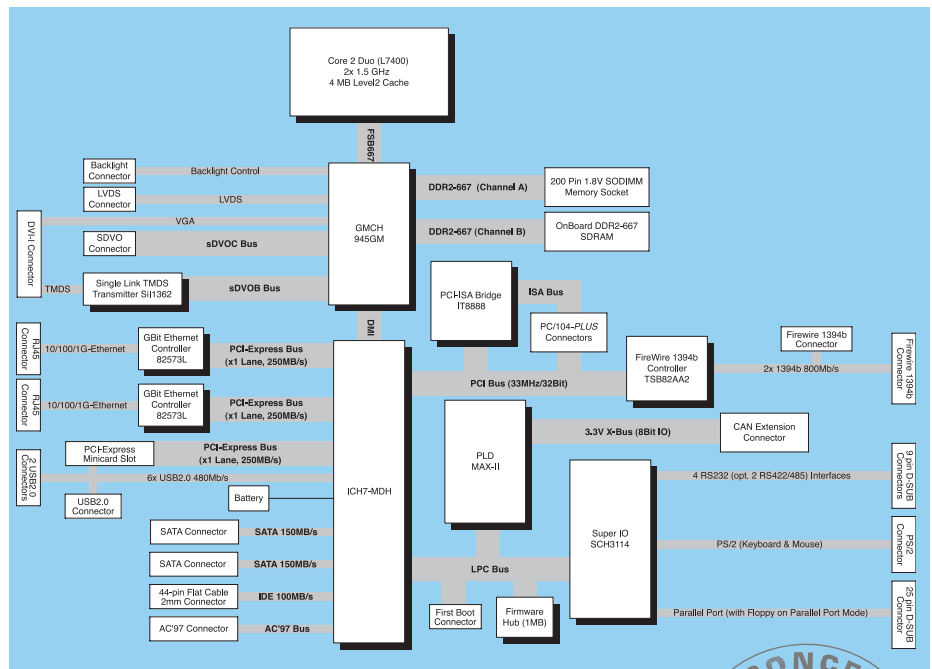 Core 2 Duo (L7400)
2x 1.5 GHz
4 MB Level2 Cache
FSB667
Backlight
Connector
Backlight Control
LVDS
Connector
LVDS
VGA
DVI-I Connector
SDVO
Connector
sDVOC Bus
TMDS
Single Link TMDS
Transmitter SiI1362
sDVOB Bus
GMCH
945GM
DDR2-667 (Channel A)
200 Pin 1.8V SODIMM
Memory Socket
DDR2-667 (Channel B)
OnBoard DDR2-667
SDRAM
DMI
PCI-ISA Bridge
IT8888
ISA Bus
PC/104-PLUS
Connectors
PCI Bus (33MHz/32Bit)
FireWire 1394b
Controller
TSB82AA2
Firewire 1394b
Connector
2x 1394b 800Mb/s
Firewire 1394b
Connector
RJ45
Connector
10/100/1G-Ethernet
GBit Ethernet
Controller
82573L
PCI-Express Bus
(x1 Lane, 250MB/s)
RJ45
Connector
10/100/1G-Ethernet
GBit Ethernet
Controller
82573L
PCI-Express Bus
(x1 Lane, 250MB/s)
PCI-Express
Minicard Slot
PCI-Express Bus
(x1 Lane, 250MB/s)
2 USB2.0
Connectors
6x USB2.0 480Mb/s
USB2.0
Connector
Battery
ICH7-MDH
PLD
MAX-II
3.3V X-Bus (8Bit IO)
CAN Extension
Connector
Super IO
SCH3114
4 RS232 (opt. 2 RS422/485) Interfaces
9 pin D-SUB
Connectors
PS/2 (Keyboard & Mouse)
PS/2
Connector
Parallel Port (with Floppy on Parallel Port Mode)
25 pin D-SUB
Connector
SATA Connector
SATA 150MB/s
SATA Connector
SATA 150MB/s
44-pin Flat Cable
2mm Connector
IDE 100MB/s
AC'97 Connector
AC'97 Bus
LPC Bus
First Boot
Connector
Firmware
Hub (1MB)